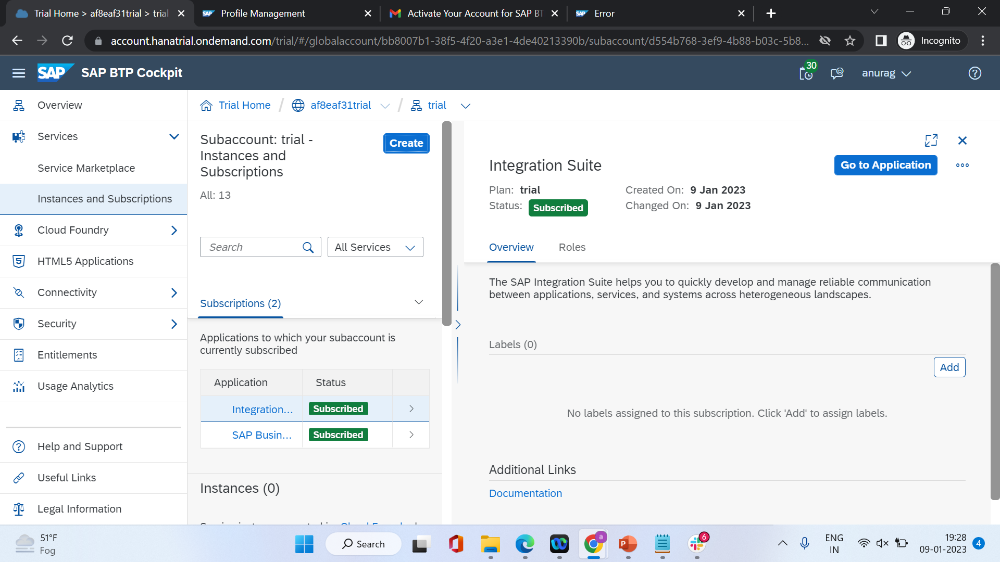 Trial Home > af8eaf31trial > trial
Profile Management
Activate Your Account for SAP BT
Error
account.hanatrial.ondemand.com/trial/#/globalaccount/bb8007b1-38f5-4f20-a3e1-4de40213390b/subaccount/d554b768-3ef9-4b88-b03c-5b8...
Incognito
SAP SAP BTP Cockpit
30
anurag
Overview
Services
Service Marketplace
Instances and Subscriptions
Cloud Foundry
HTML5 Applications
Connectivity
Security
Entitlements
Usage Analytics
Help and Support
Useful Links
Legal Information
Trial Home / af8eaf31trial / trial
Subaccount: trial -
Instances and
Subscriptions
Create
All: 13
Search
All Services
Subscriptions (2)
Applications to which your subaccount is
currently subscribed
Application Status
Integration... Subscribed
SAP Busin... Subscribed
Instances (0)
Integration Suite
Go to Application
Plan: trial
Status: Subscribed
Created On: 9 Jan 2023
Changed On: 9 Jan 2023
Overview Roles
The SAP Integration Suite helps you to quickly develop and manage reliable communication
between applications, services, and systems across heterogeneous landscapes.
Labels (0)
Add
No labels assigned to this subscription. Click 'Add' to assign labels.
Additional Links
Documentation
51°F
Fog
Search
a
6
ENG
IN
19:28
09-01-2023
4